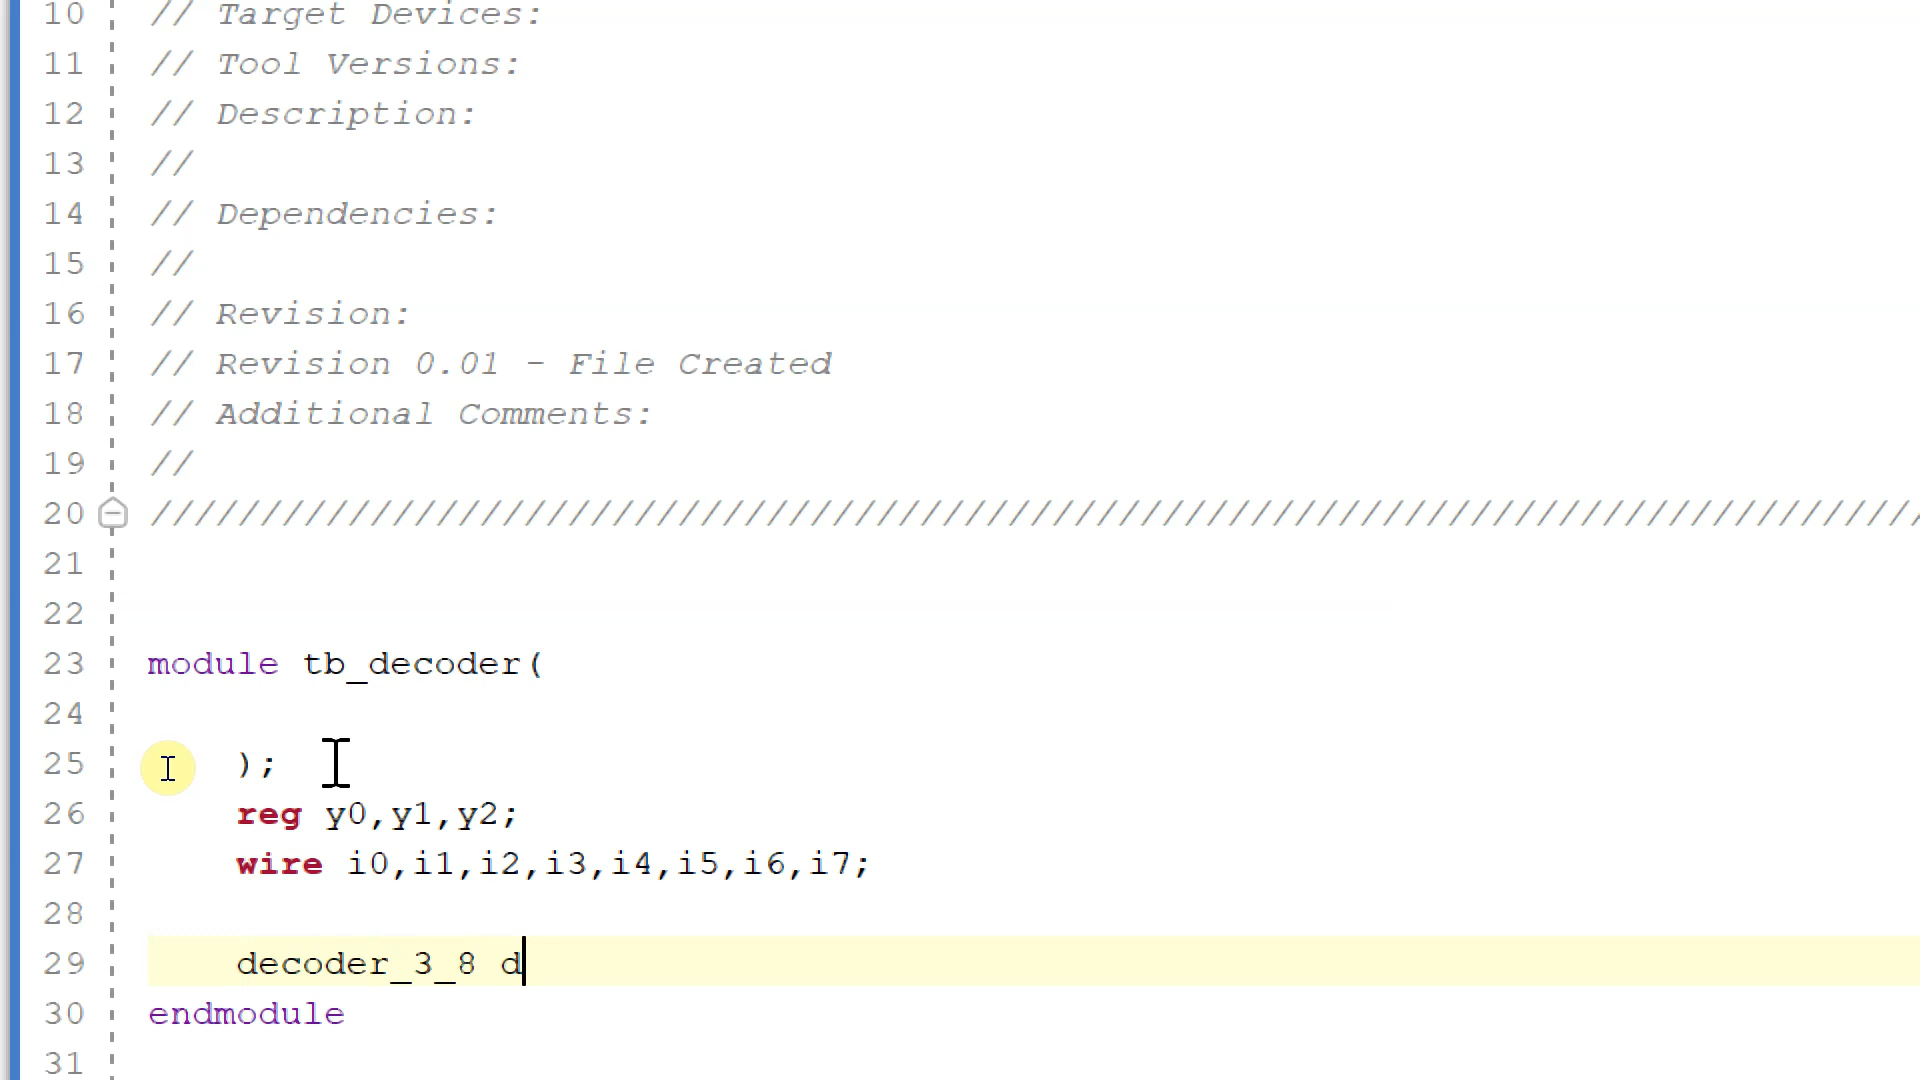 10 // Target Devices:
11 // Tool Versions:
12 // Description:
13 //
14 // Dependencies:
15 //
16 // Revision:
17 // Revision 0.01 - File Created
18 // Additional Comments:
19 //
20 /////////////////////////////////////////////////////////////////////////////////
21
22
23 module tb_decoder(
24
25     );
26     reg y0,y1,y2;
27     wire i0,i1,i2,i3,i4,i5,i6,i7;
28
29     decoder_3_8 d
30 endmodule
31